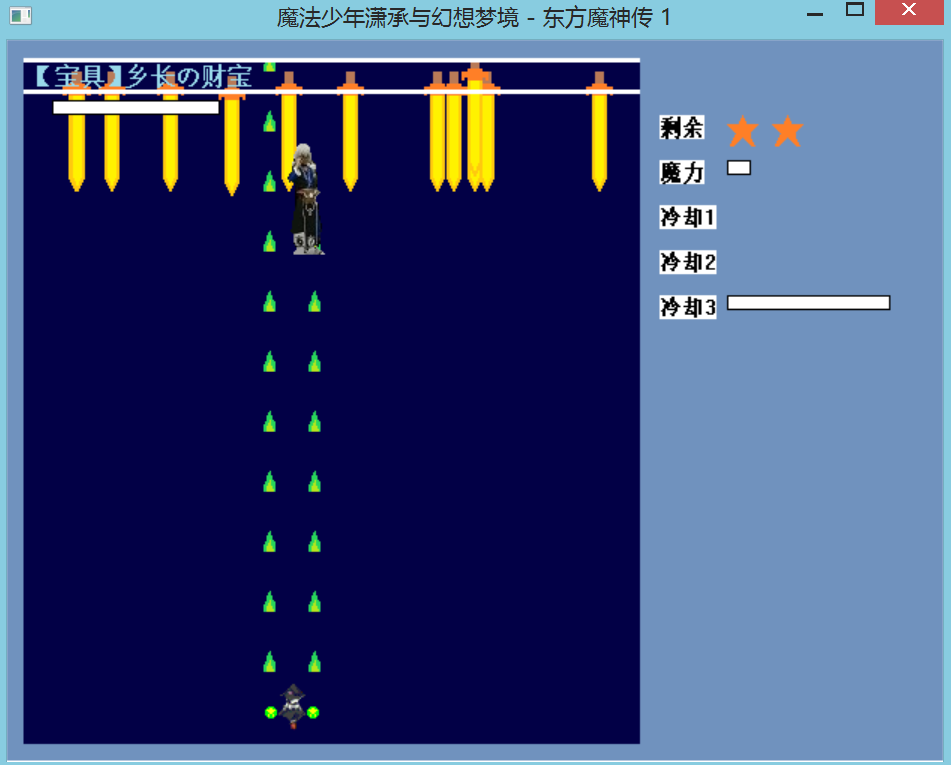 魔法少年潇承与幻想梦境 - 东方魔神传 1
【宝具】乡长の财宝
剩余
魔力
冷却1
冷却2
冷却3